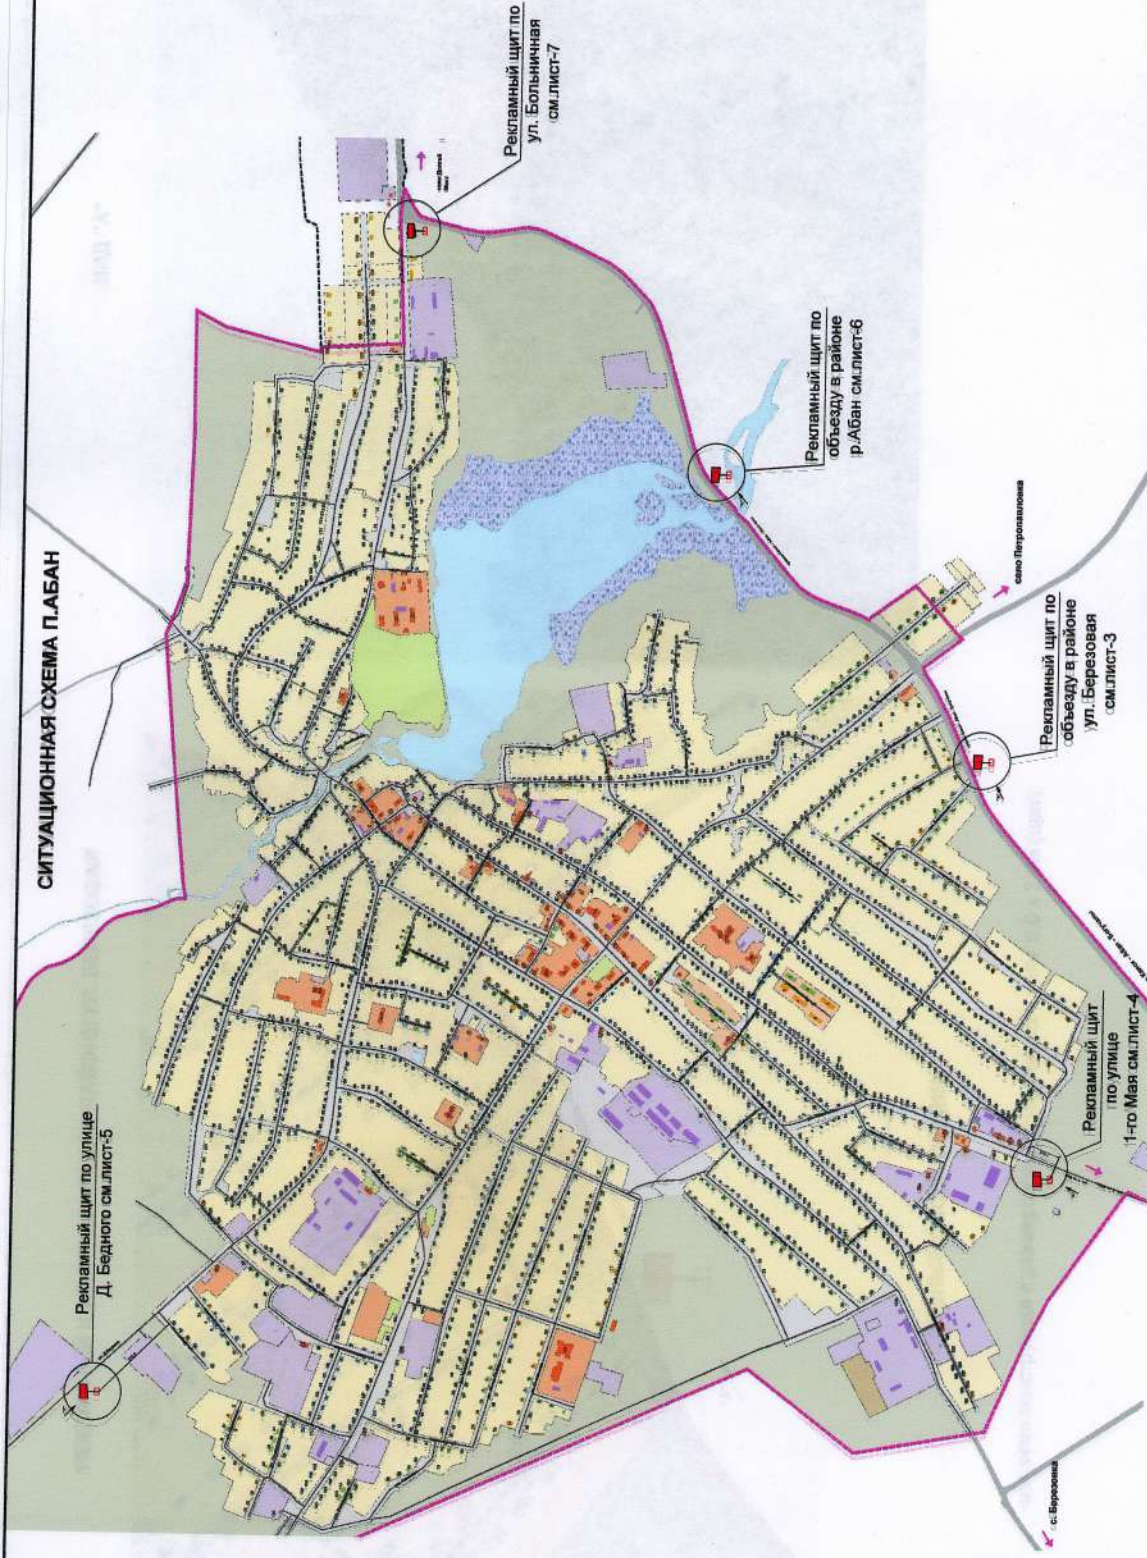 СИТУАЦИОННАЯ СХЕМА П.АБАН
Рекламный щит по улице
Д. Бедного см.лист-5
Рекламный щит по
ул. Больничная
см.лист-7
Рекламный щит по
объезду в районе
р.Абан см.лист-6
Рекламный щит по
объезду в районе
ул.Березовая
см.лист-3
Рекламный щит
по улице
1-го Мая см.лист-4
село Петропавловка
с.Березовка